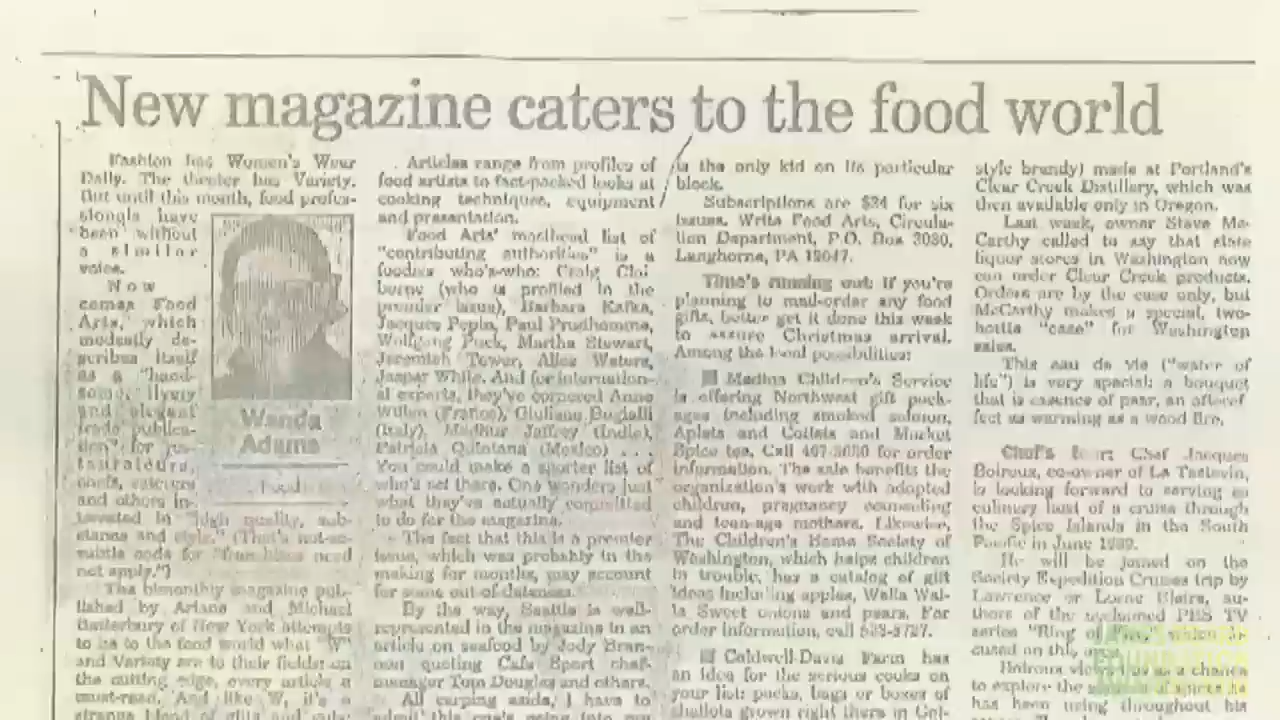 New magazine caters to the food world
Fashion has Women's Wear
Daily. The theater has Variety.
But until this month, food profes-
sionals have
been without
a similar
voice.
Now
comes Food
Arts, which
modestly de-
scribes itself
as a "hand-
some, lively
and elegant
trade publica-
tion" for res-
taurateurs,
chefs, caterers
and others in-
terested in "high quality, sub-
stance and style." (That's not-so-
subtle code for
not apply.")
Wanda
Adams
Food
The bimonthly magazine pub-
lished by Ariane and Michael
Batterberry of New York attempts
to be to the food world what "W"
and Variety are to their fields: on
the cutting edge, every article a
must-read. And like W, it's a
strange blend of
Articles range from profiles of
food artists to fact-packed looks at
cooking techniques, equipment
and presentation.
Food Arts' masthead list of
"contributing authorities" is a
foodies who's-who: Craig Clai-
borne (who is profiled in the
premier issue), Barbara Kafka,
Jacques Pepin, Paul Prudhomme,
Wolfgang Puck, Martha Stewart,
Jeremiah Tower, Alice Waters,
Jasper White. And for internation-
al experts, they've corralled Anne
Willan (France), Giuliano Bugialli
(Italy), Madhur Jaffrey (India),
Patricia Quintana (Mexico) ...
You could make a shorter list of
who's not there. One wonders just
what they've actually committed
to do for the magazine.
The fact that this is a premier
issue, which was probably in the
making for months, may account
for some out-of-dateness.
By the way, Seattle is well-
represented in the magazine in an
article on seafood by Jody Bran-
non quoting Cafe Sport chef-
manager Tom Douglas and others.
All carping aside, I have to
admit this one's going into my
is the only kid on its particular
block.
Subscriptions are $24 for six
issues. Write Food Arts, Circula-
tion Department, P.O. Box 3080,
Langhorne, PA 19047.
Time's running out: If you're
planning to mail-order any food
gifts, better get it done this week
to assure Christmas arrival.
Among the local possibilities:
■ Medina Children's Service
is offering Northwest gift pack-
ages including smoked salmon,
Aplets and Cotlets and Market
Spice tea. Call for order
information. The sale benefits the
organization's work with adopted
children, pregnancy counseling
and teen-age mothers. Likewise,
The Children's Home Society of
Washington, which helps children
in trouble, has a catalog of gift
ideas including apples, Walla Wal-
la Sweet onions and pears. For
order information, call
■ Coldwell-Davis Farm has
an idea for the serious cooks on
your list: packs, bags or boxes of
shallots grown right there in
style brandy) made at Portland's
Clear Creek Distillery, which was
then available only in Oregon.
Last week, owner Steve Mc-
Carthy called to say that state
liquor stores in Washington now
can order Clear Creek products.
Orders are by the case only, but
McCarthy makes a special, two-
bottle "case" for Washington
sales.
This eau de vie ("water of
life") is very special: a bouquet
that is essence of pear, an after-ef
fect as warming as a wood fire.
Chef's tour: Chef Jacques
Boiroux, co-owner of Le Tastevin,
is looking forward to serving as
culinary host of a cruise through
the Spice Islands in the South
Pacific in June 1989.
He will be joined on the
Society Expedition Cruises trip by
Lawrence or Lorne Blair, au-
thors of the acclaimed PBS TV
series "Ring of Fire," which fo-
cused on this area.
Boiroux views this as a chance
to explore the sources of spices he
has been using throughout his